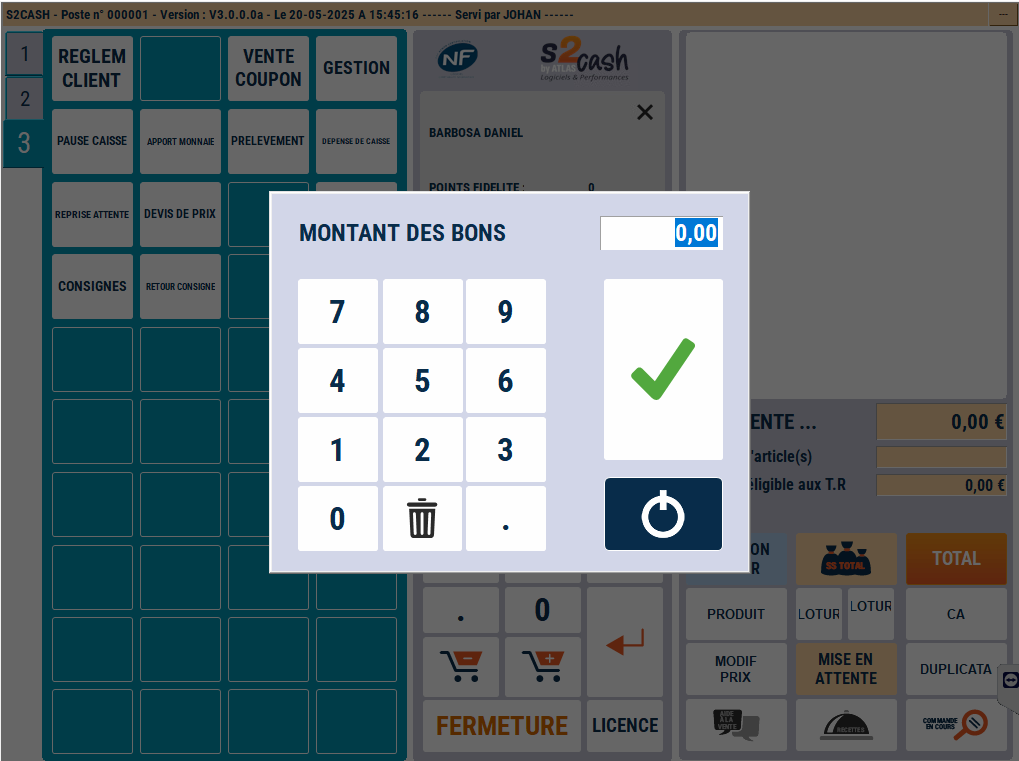 S2CASH - Poste n° 000001 - Version : V3.0.0.0a - Le 20-05-2025 A 15:45:16 ------ Servi par JOHAN ------
1
2
3
REGLEM
CLIENT
VENTE
COUPON
GESTION
PAUSE CAISSE
APPORT MONNAIE
PRELEVEMENT
DEPENSE DE CAISSE
REPRISE ATTENTE
DEVIS DE PRIX
CONSIGNES
RETOUR CONSIGNE
NF
s2cash
by ATLAS
Logiciels & Performances
BARBOSA DANIEL
POINTS FIDELITE : 0
MONTANT DES BONS
0,00
7
8
9
4
5
6
1
2
3
0
.
ENTE ... 0,00 €
'article(s)
éligible aux T.R 0,00 €
ON
R
SS TOTAL
TOTAL
. 0
PRODUIT
LOTUR
LOTUR
CA
MODIF
PRIX
MISE EN
ATTENTE
DUPLICATA
FERMETURE
LICENCE
AIDE
À LA
VENTE
RECETTES
COMMANDE
EN COURS